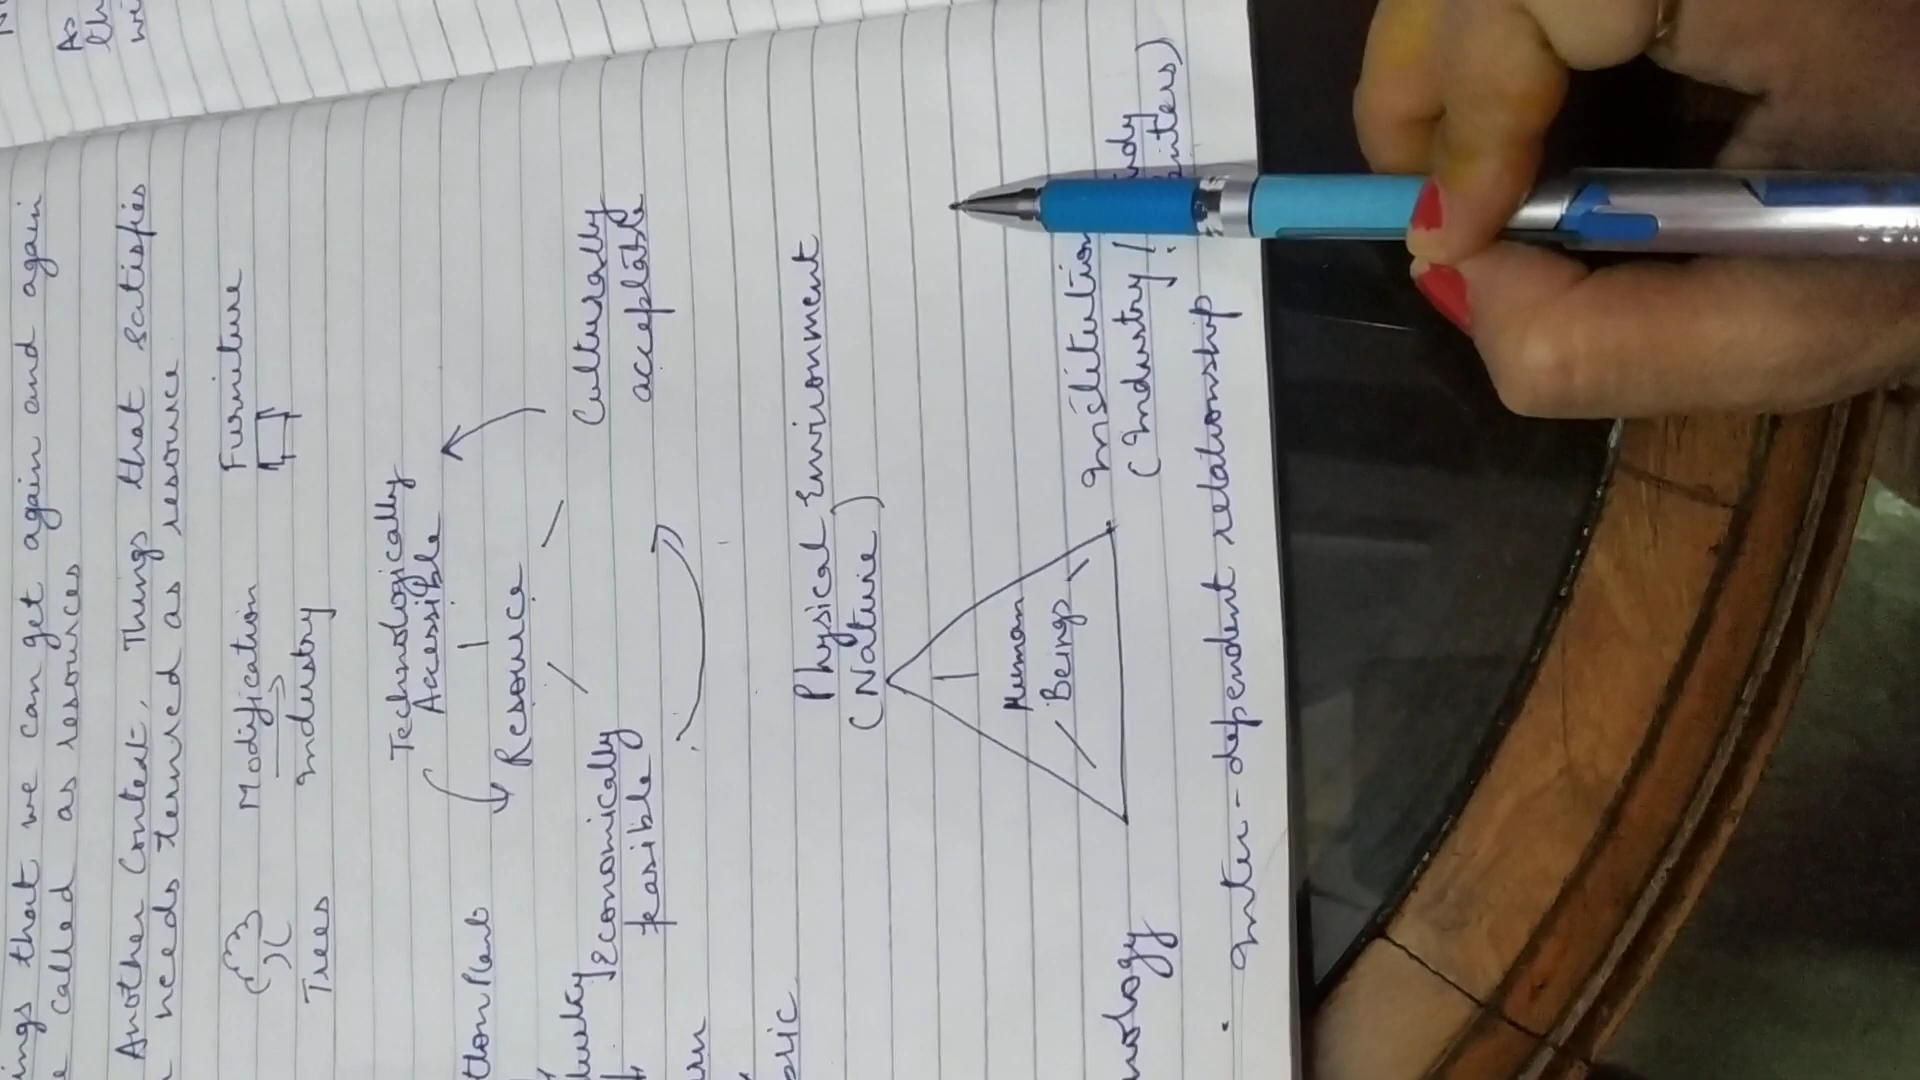 ings that we can get again and again
called as resources
Another Context, Things that satisfies
needs termed as resource
Furniture
Modification
Industry
Trees
Technologically
Acessible
Resource
Culturally
acceptable
Economically
feasible
Physical Environment
(Nature)
Human
Beings
Institution
(Industry /
nology
Inter - dependent relationship